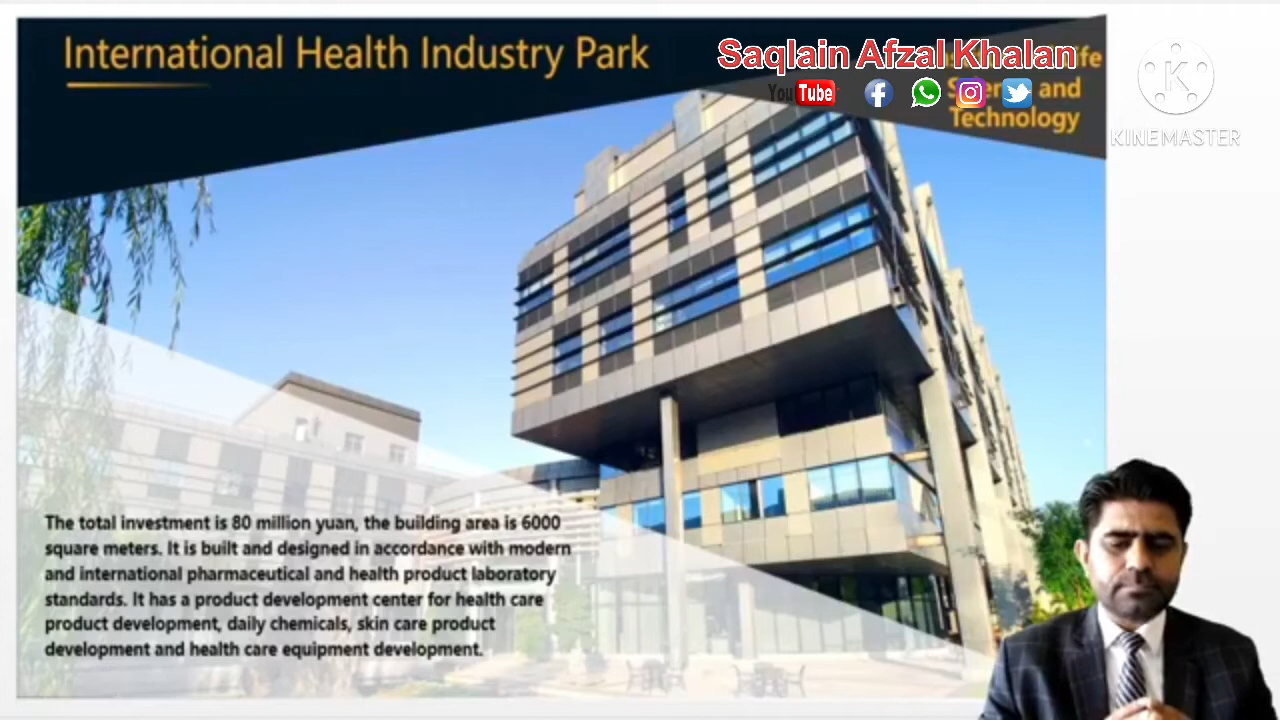 International Health Industry Park
Saqlain Afzal Khalan
ife
YouTube
and
Technology
K
KINEMASTER
The total investment is 80 million yuan, the building area is 6000
square meters. It is built and designed in accordance with modern
and international pharmaceutical and health product laboratory
standards. It has a product development center for health care
product development, daily chemicals, skin care product
development and health care equipment development.